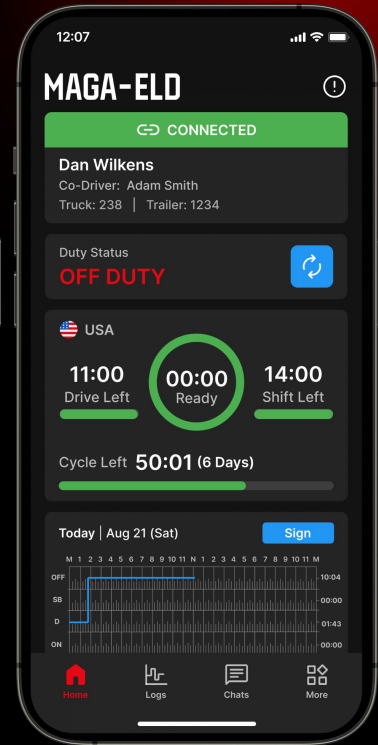 12:07
MAGA-ELD
CONNECTED
Dan Wilkens
Co-Driver: Adam Smith
Truck: 238 | Trailer: 1234
Duty Status
OFF DUTY
USA
11:00
Drive Left
00:00
Ready
14:00
Shift Left
Cycle Left 50:01 (6 Days)
Today | Aug 21 (Sat)
Sign
M 1 2 3 4 5 6 7 8 9 10 11 N 1 2 3 4 5 6 7 8 9 10 11 M
OFF 10:04
SB 00:00
D 01:43
ON 00:00
Home
Logs
Chats
More